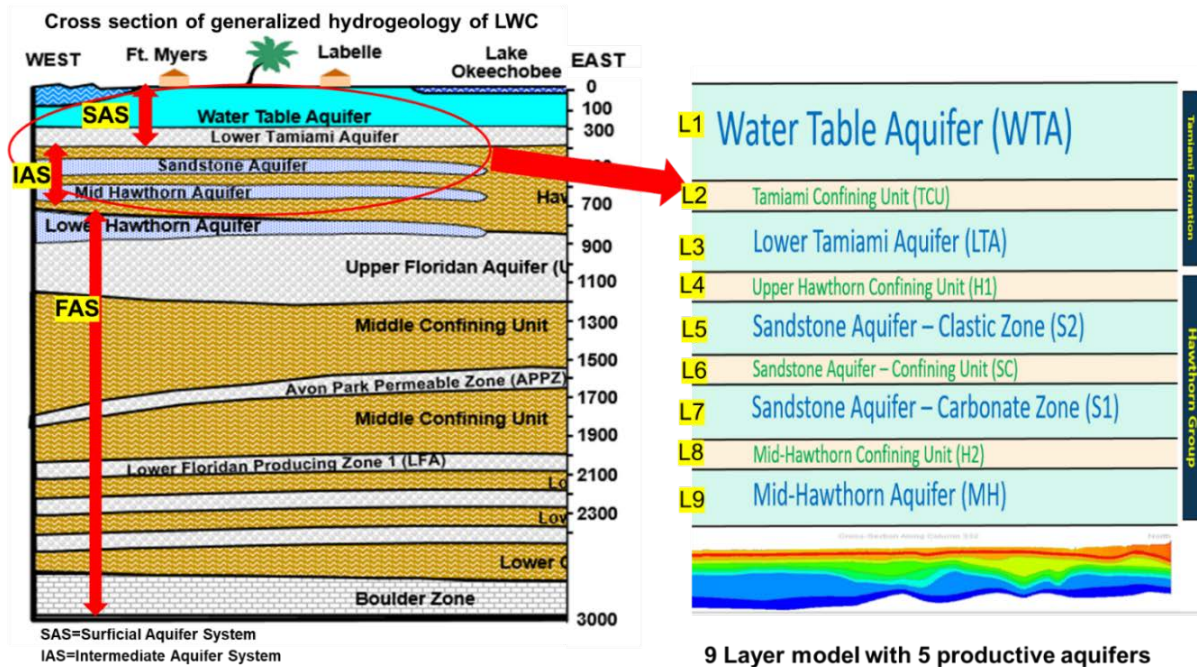 Cross section of generalized hydrogeology of LWC
WEST
Ft. Myers
Labelle
Lake
Okeechobee
EAST
SAS
Water Table Aquifer
Lower Tamiami Aquifer
IAS
Sandstone Aquifer
Mid Hawthorn Aquifer
Hav
Lower Hawthorn Aquifer
Upper Floridan Aquifer (U
FAS
Middle Confining Unit
Avon Park Permeable Zone (APPZ)
Middle Confining Unit
Lower Floridan Producing Zone 1 (LFA)
Lo
Low
Lower
Boulder Zone
0
100
300
700
900
1100
1300
1500
1700
1900
2100
2300
3000
SAS=Surficial Aquifer System
IAS=Intermediate Aquifer System
L1 Water Table Aquifer (WTA)
L2 Tamiami Confining Unit (TCU)
L3 Lower Tamiami Aquifer (LTA)
L4 Upper Hawthorn Confining Unit (H1)
L5 Sandstone Aquifer – Clastic Zone (S2)
L6 Sandstone Aquifer – Confining Unit (SC)
L7 Sandstone Aquifer – Carbonate Zone (S1)
L8 Mid-Hawthorn Confining Unit (H2)
L9 Mid-Hawthorn Aquifer (MH)
Tamiami Formation
Hawthorn Group
North
9 Layer model with 5 productive aquifers